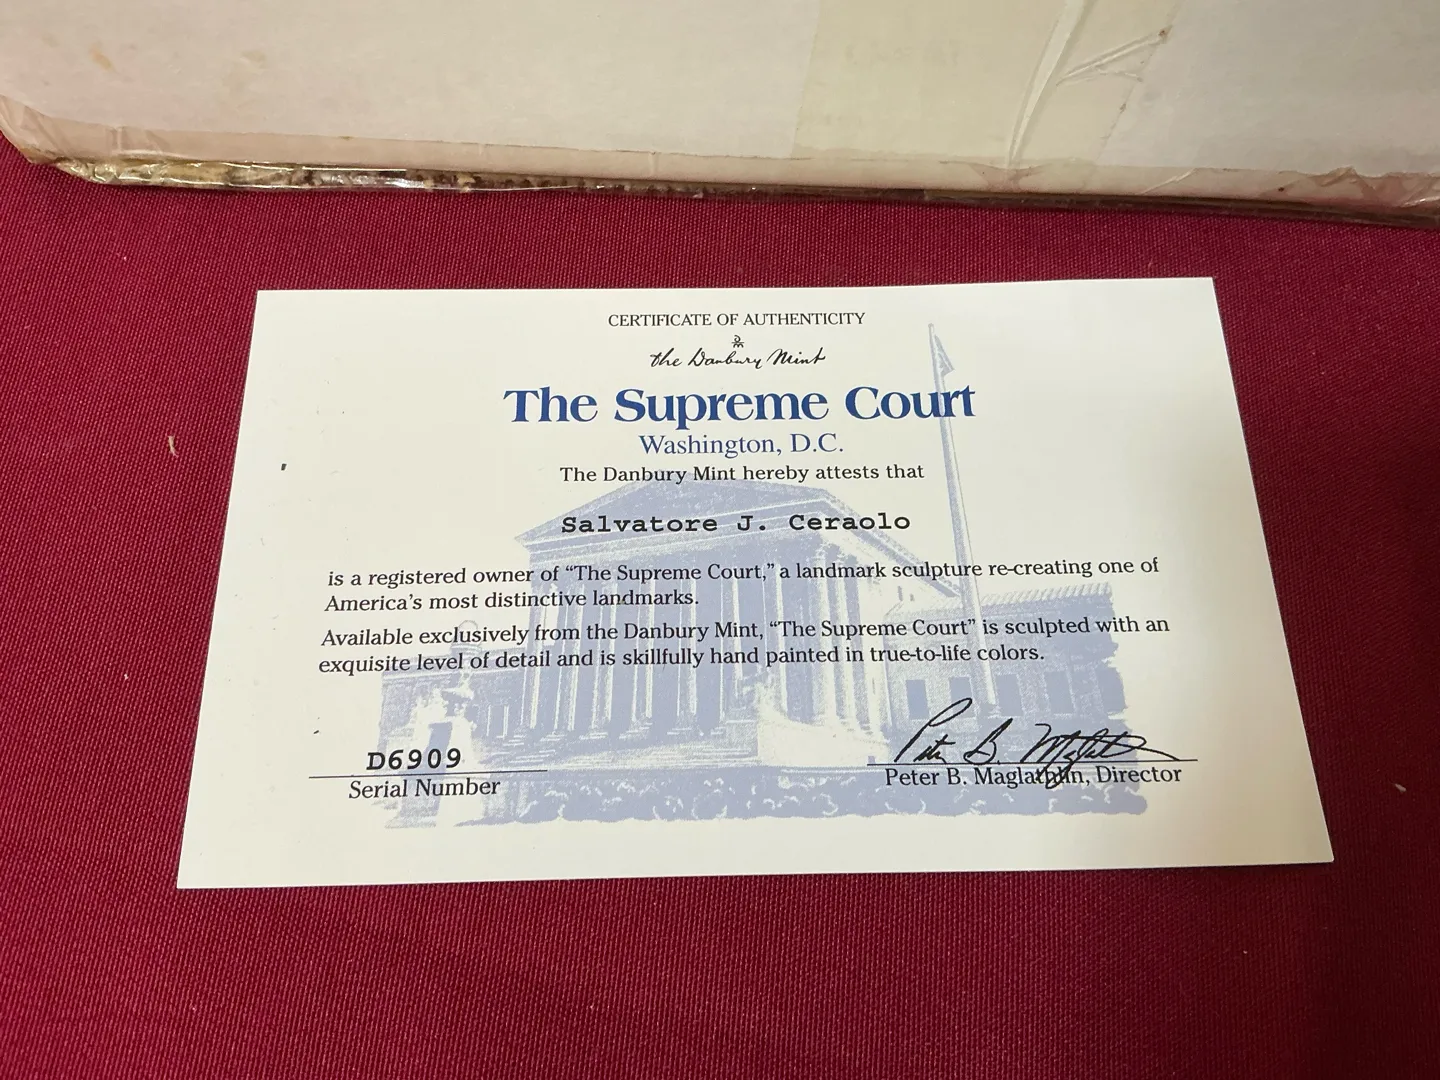 CERTIFICATE OF AUTHENTICITY
the Danbury Mint
The Supreme Court
Washington, D.C.
The Danbury Mint hereby attests that
Salvatore J. Ceraolo
is a registered owner of “The Supreme Court,” a landmark sculpture re-creating one of
America’s most distinctive landmarks.
Available exclusively from the Danbury Mint, “The Supreme Court” is sculpted with an
exquisite level of detail and is skillfully hand painted in true-to-life colors.
D6909
Serial Number
Peter B. Maglathlin
Peter B. Maglathlin, Director